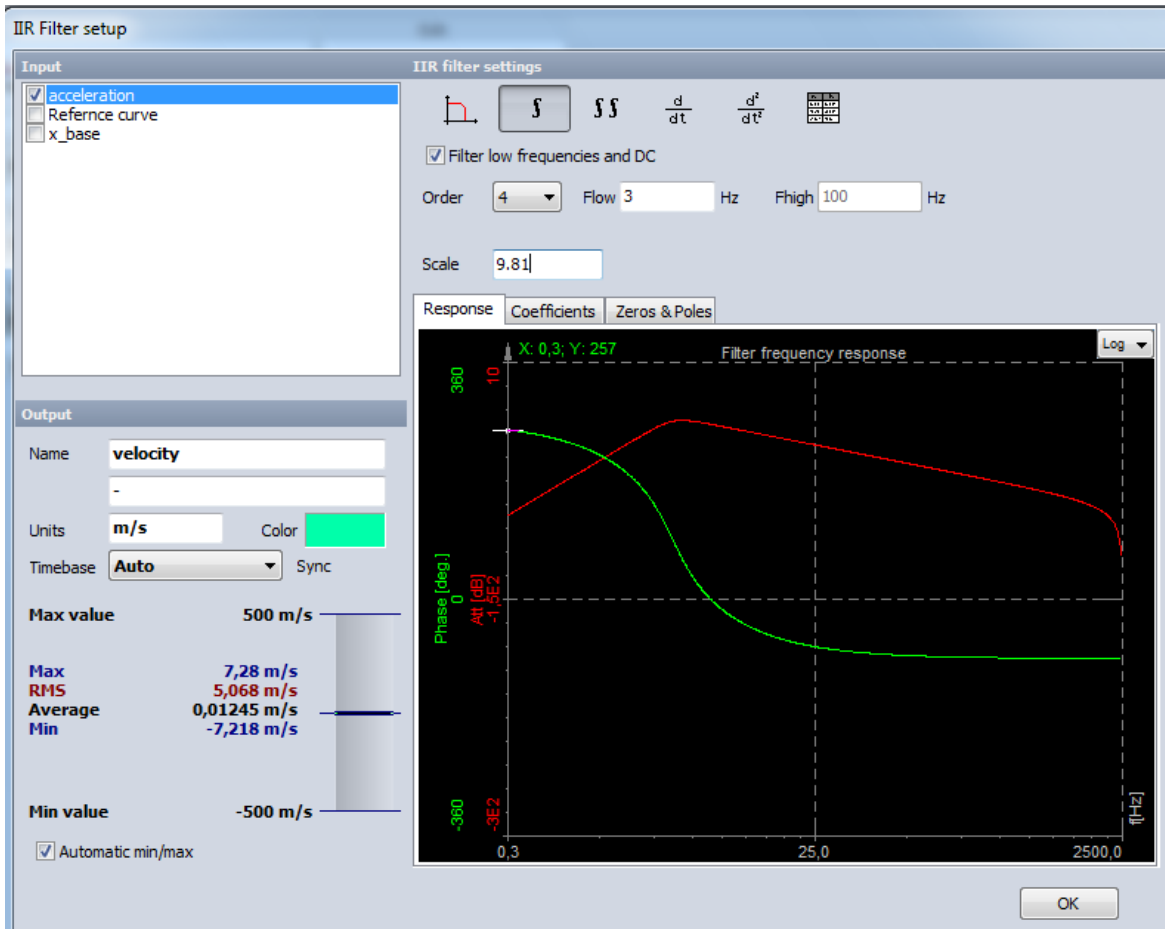 IIR Filter setup
Input
acceleration
Refernce curve
x_base
IIR filter settings
∫
∫∫
d
dt
d²
dt²
Filter low frequencies and DC
Order 4 Flow 3 Hz Fhigh 100 Hz
Scale 9.81
Response Coefficients Zeros & Poles
X: 0,3; Y: 257
Filter frequency response
Log
360
10
Phase [deg.]
0
Att [dB]
-1,5E2
-360
-3E2
f[Hz]
0,3 25,0 2500,0
Output
Name velocity
-
Units m/s Color
Timebase Auto Sync
Max value 500 m/s
Max 7,28 m/s
RMS 5,068 m/s
Average 0,01245 m/s
Min -7,218 m/s
Min value -500 m/s
Automatic min/max
OK